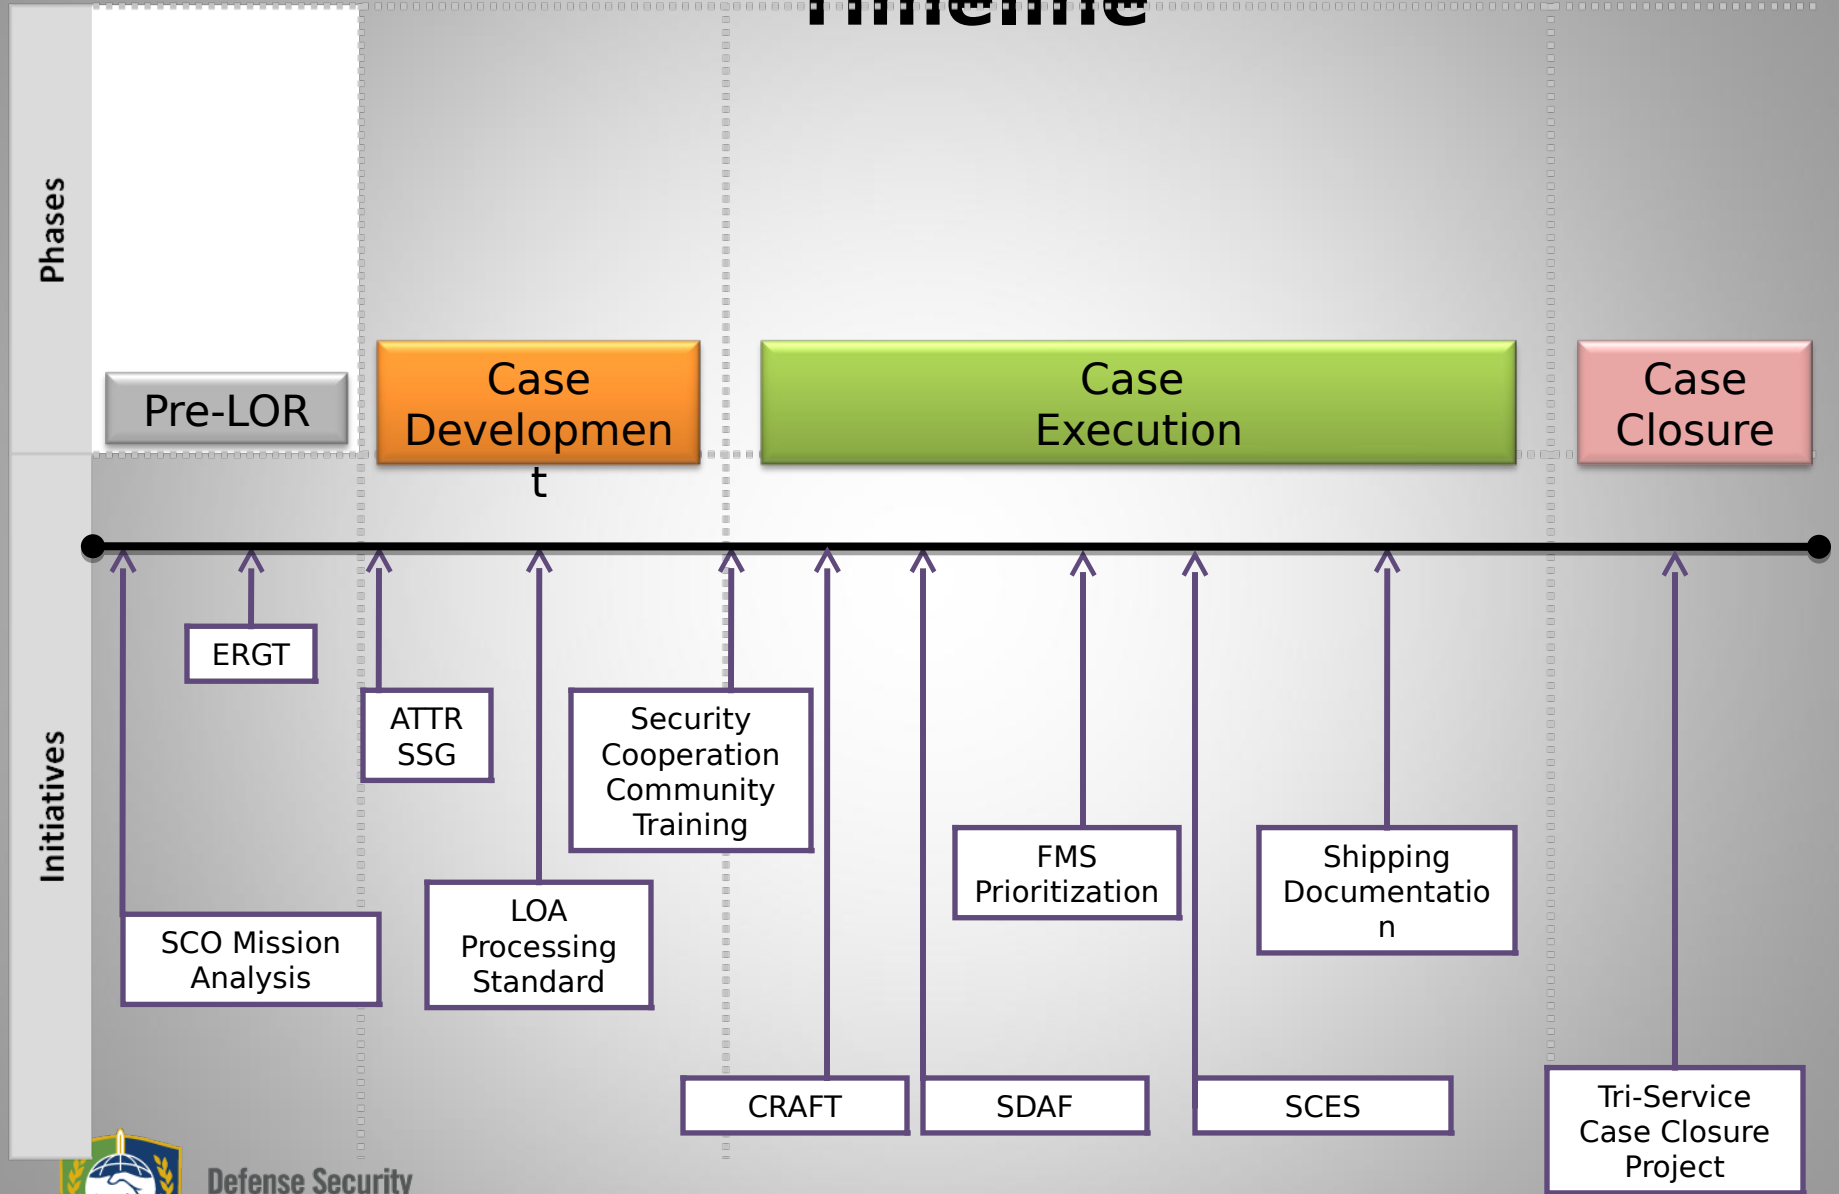 Timeline
Phases
Pre-LOR
Case
Developmen
t
Case
Execution
Case
Closure
Initiatives
ERGT
ATTR
SSG
Security
Cooperation
Community
Training
FMS
Prioritization
Shipping
Documentatio
n
LOA
Processing
Standard
SCO Mission
Analysis
CRAFT
SDAF
SCES
Tri-Service
Case Closure
Project
Defense Security